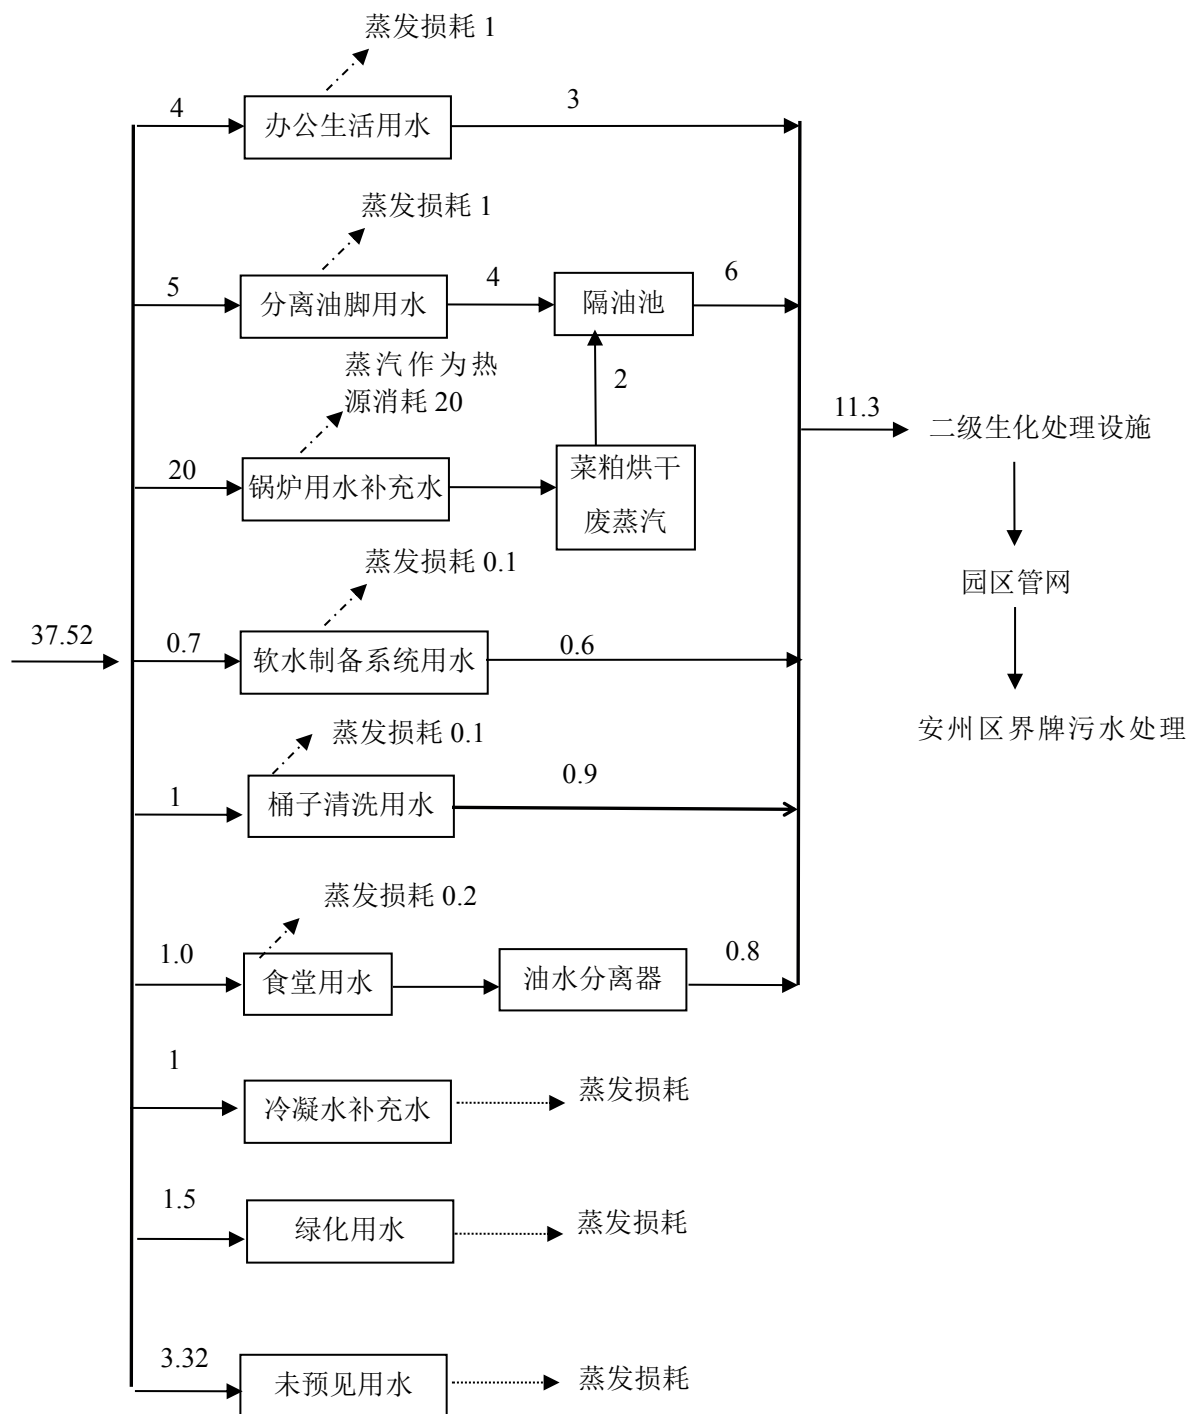 蒸发损耗 1
4
办公生活用水
3
蒸发损耗 1
5
分离油脚用水
4
隔油池
6
蒸汽作为热
源消耗 20
2
20
锅炉用水补充水
菜粕烘干
废蒸汽
11.3
二级生化处理设施
园区管网
安州区界牌污水处理
蒸发损耗 0.1
37.52
0.7
软水制备系统用水
0.6
蒸发损耗 0.1
1
桶子清洗用水
0.9
蒸发损耗 0.2
1.0
食堂用水
油水分离器
0.8
1
冷凝水补充水
蒸发损耗
1.5
绿化用水
蒸发损耗
3.32
未预见用水
蒸发损耗